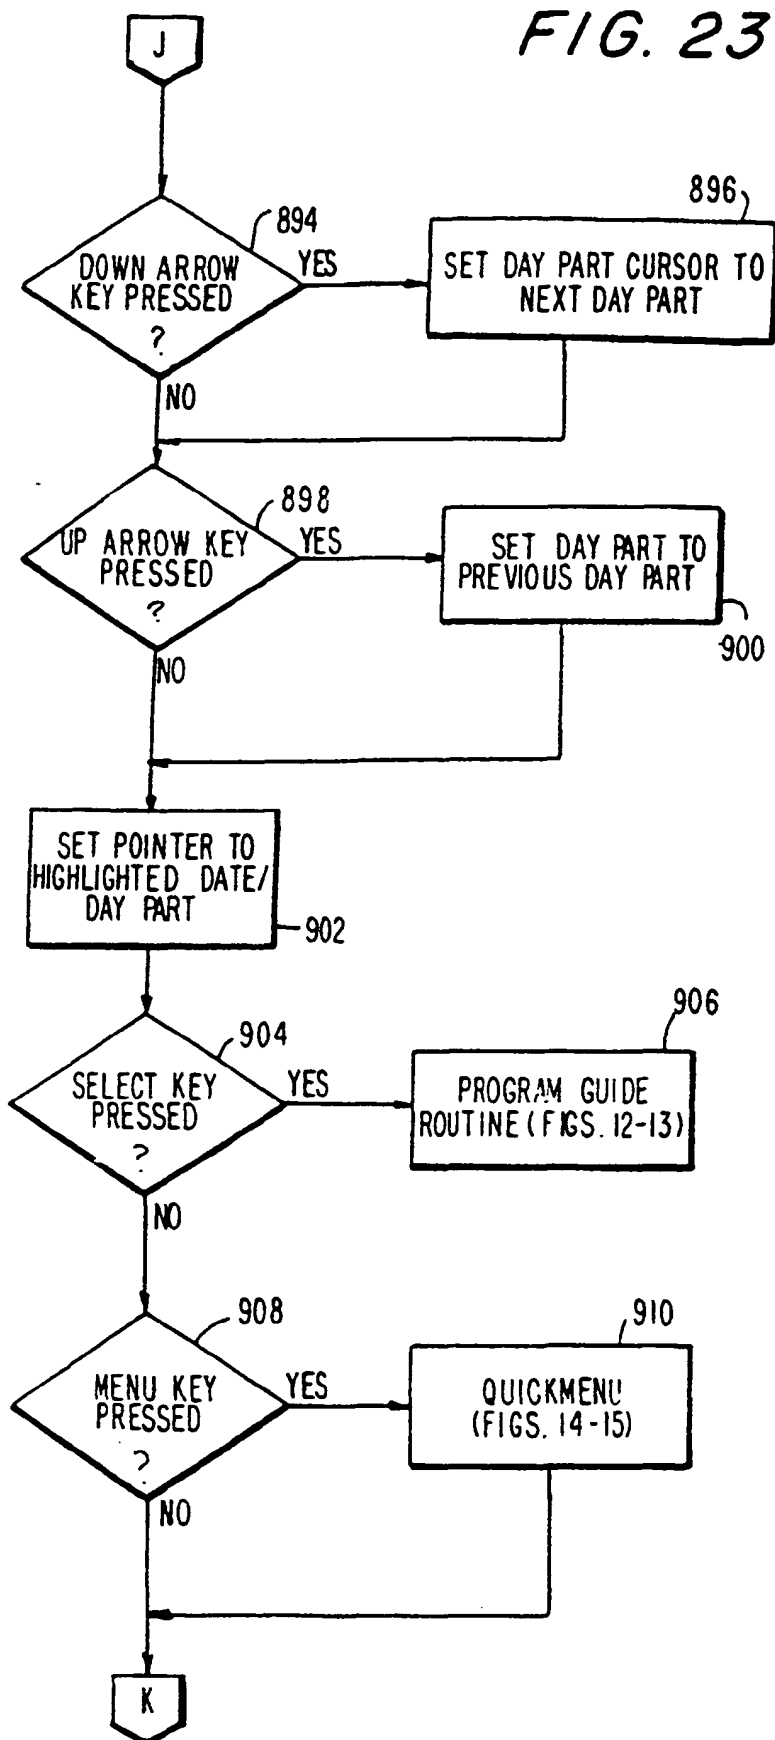 FIG. 23
J
894
DOWN ARROW
KEY PRESSED
?
YES
896
SET DAY PART CURSOR TO
NEXT DAY PART
NO
898
UP ARROW KEY
PRESSED
?
YES
SET DAY PART TO
PREVIOUS DAY PART
900
NO
SET POINTER TO
HIGHLIGHTED DATE/
DAY PART
902
904
SELECT KEY
PRESSED
?
YES
906
PROGRAM GUIDE
ROUTINE (FIGS. 12-13)
NO
908
MENU KEY
PRESSED
?
YES
910
QUICKMENU
(FIGS. 14-15)
NO
K